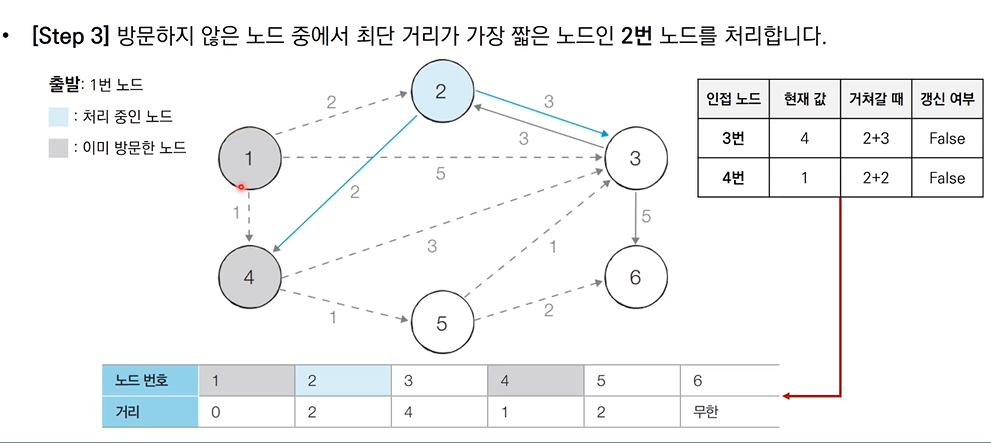 • [Step 3] 방문하지 않은 노드 중에서 최단 거리가 가장 짧은 노드인 2번 노드를 처리합니다.
출발: 1번 노드
: 처리 중인 노드
: 이미 방문한 노드
2
2
3
3
1
5
3
1
2
5
4
3
1
6
1
5
2
인접 노드 현재 값 거쳐갈 때 갱신 여부
3번 4 2+3 False
4번 1 2+2 False
노드 번호 1 2 3 4 5 6
거리 0 2 4 1 2 무한